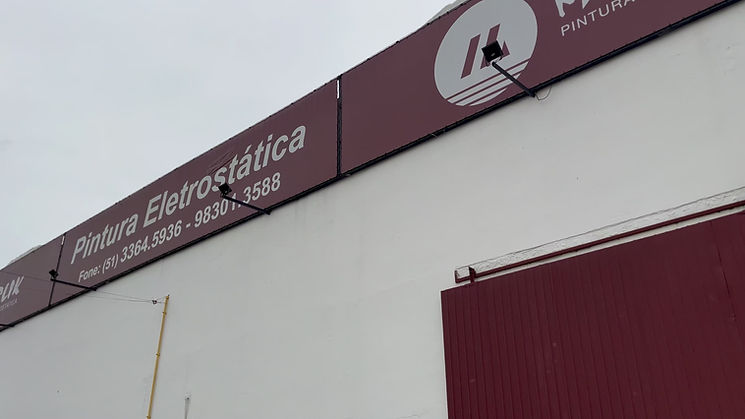 Pintura Eletrostática
Fone: (51) 3364.5936 - 98301.3588
PINTURA